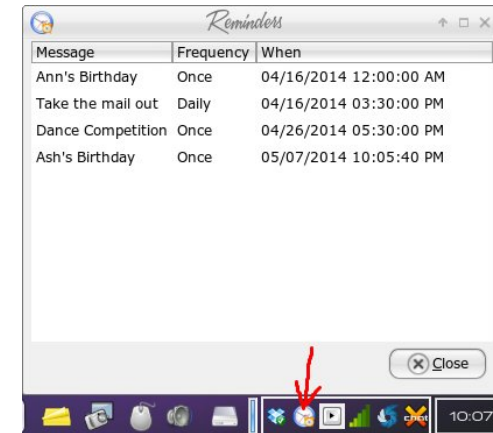 Reminders
Message Frequency When
Ann's Birthday Once 04/16/2014 12:00:00 AM
Take the mail out Daily 04/16/2014 03:30:00 PM
Dance Competition Once 04/26/2014 05:30:00 PM
Ash's Birthday Once 05/07/2014 10:05:40 PM
Close
chat 10:07